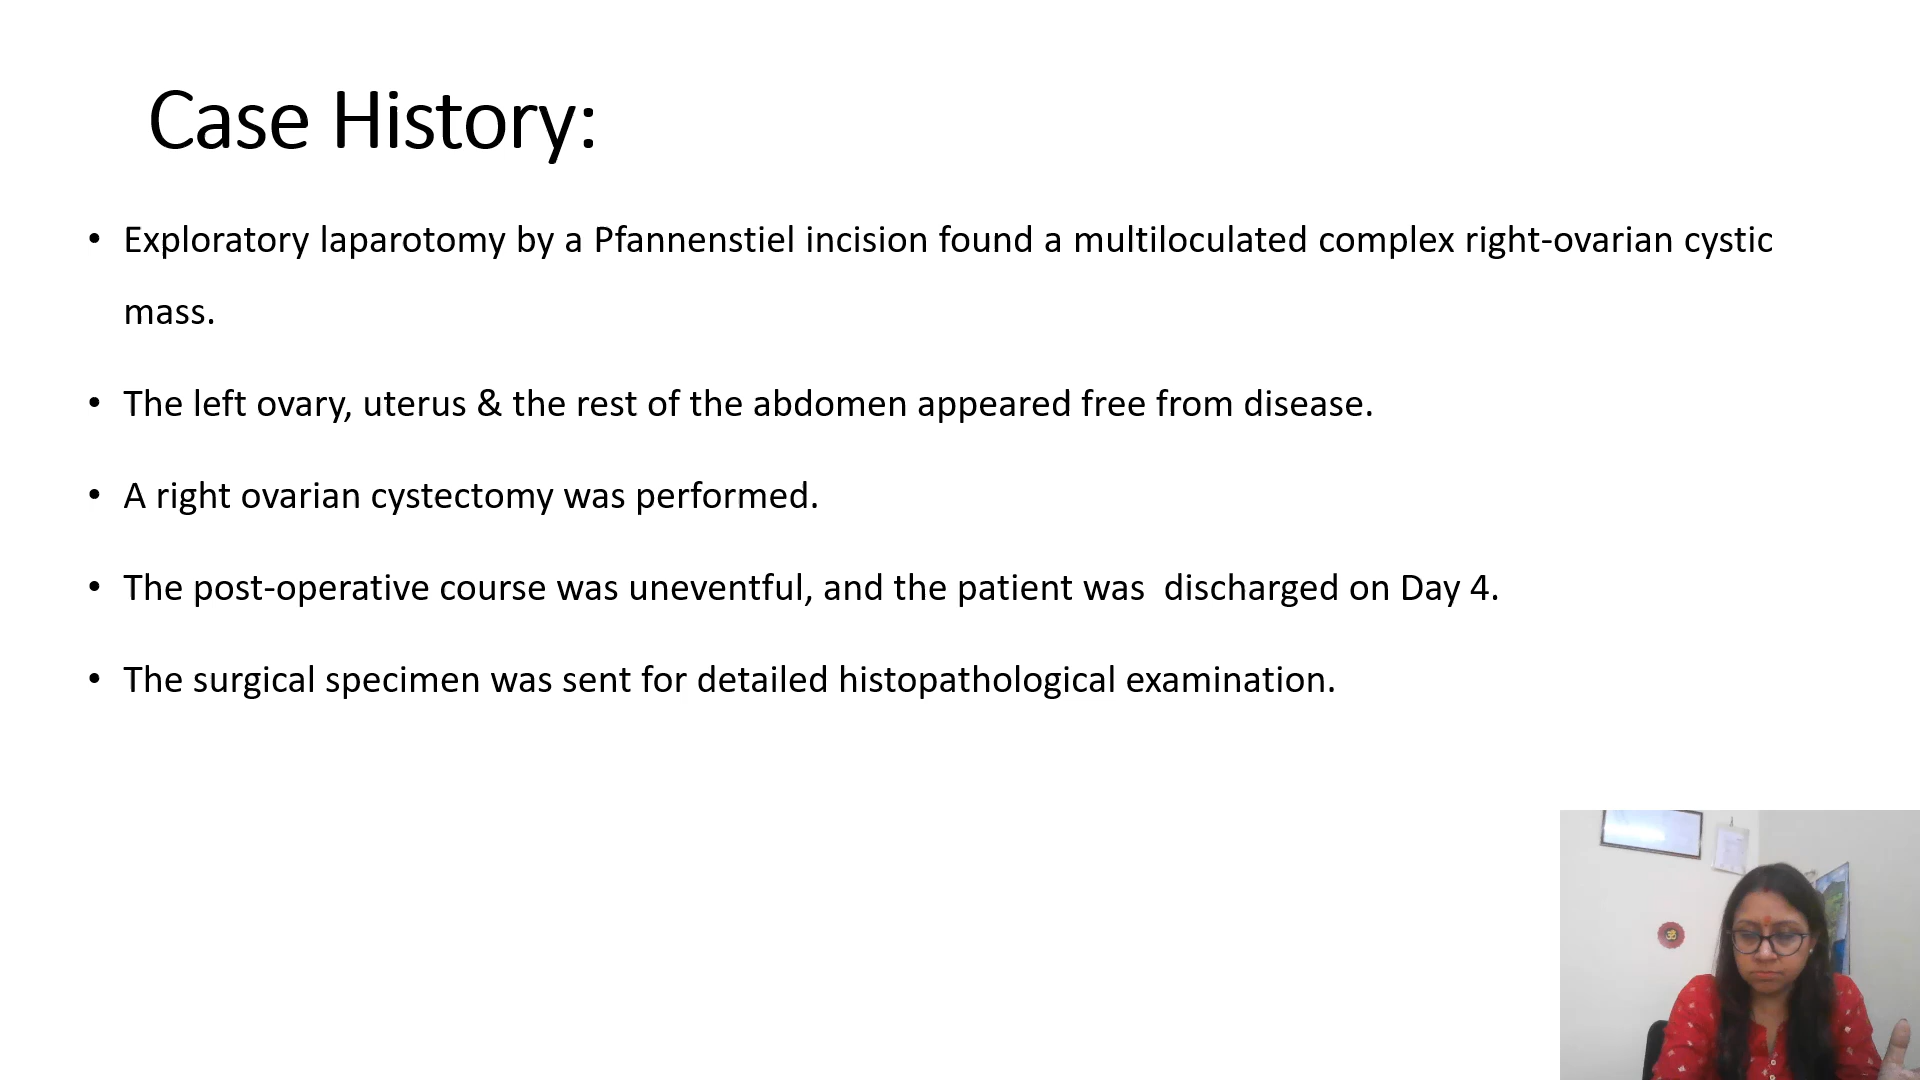 Case History:
• Exploratory laparotomy by a Pfannenstiel incision found a multiloculated complex right-ovarian cystic
mass.
• The left ovary, uterus & the rest of the abdomen appeared free from disease.
• A right ovarian cystectomy was performed.
• The post-operative course was uneventful, and the patient was  discharged on Day 4.
• The surgical specimen was sent for detailed histopathological examination.
ॐ